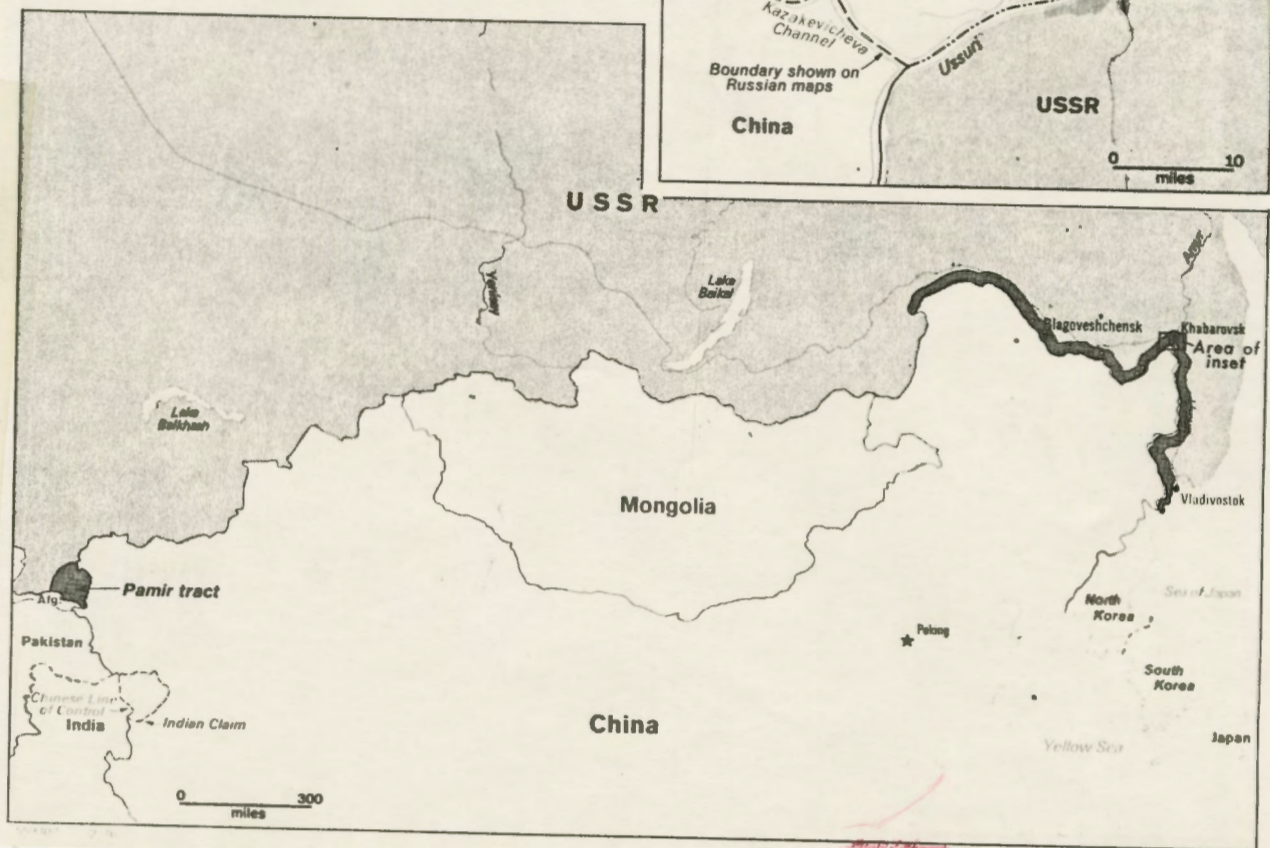 Kazakevicheva
Channel
Ussuri
Boundary shown on
Russian maps
USSR
China
0 10
miles
USSR
Amur
Yenisey
Lake
Baikal
Blagoveshchensk
Khabarovsk
Area of
inset
Lake
Balkhash
Mongolia
Vladivostok
Pamir tract
Afg.
Sea of Japan
North
Korea
Peking
Pakistan
South
Korea
Chinese Line
of Control
India
Indian Claim
China
Japan
Yellow Sea
0 300
miles